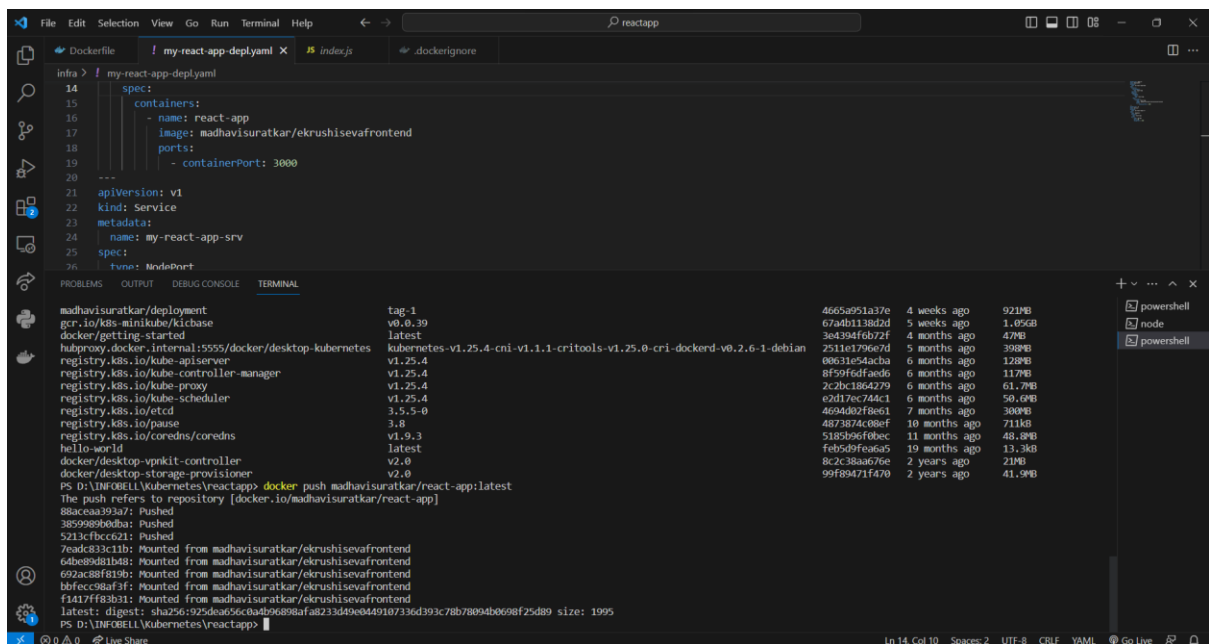 File Edit Selection View Go Run Terminal Help reactapp
Dockerfile ! my-react-app-depl.yaml JS index.js .dockerignore
infra > ! my-react-app-depl.yaml
14 spec:
15 containers:
16 - name: react-app
17 image: madhavisuratkar/ekrushisevafrontend
18 ports:
19 - containerPort: 3000
20 ---
21 apiVersion: v1
22 kind: Service
23 metadata:
24 name: my-react-app-srv
25 spec:
26 type: NodePort
PROBLEMS OUTPUT DEBUG CONSOLE TERMINAL
madhavisuratkar/deployment tag-1 4665a951a37e 4 weeks ago 921MB
gcr.io/k8s-minikube/kicbase v0.0.39 67a4b1138d2d 5 weeks ago 1.05GB
docker/getting-started latest 3e4394f6b72f 4 months ago 47MB
hubproxy.docker.internal:5555/docker/desktop-kubernetes kubernetes-v1.25.4-cni-v1.1.1-critools-v1.25.0-cri-dockerd-v0.2.6-1-debian 2511e1796e7d 5 months ago 398MB
registry.k8s.io/kube-apiserver v1.25.4 00631e54acba 6 months ago 128MB
registry.k8s.io/kube-controller-manager v1.25.4 8f59f6dfaed6 6 months ago 117MB
registry.k8s.io/kube-proxy v1.25.4 2c2bc1864279 6 months ago 61.7MB
registry.k8s.io/kube-scheduler v1.25.4 e2d17ec744c1 6 months ago 50.6MB
registry.k8s.io/etcd 3.5.5-0 4694d02f8e61 7 months ago 300MB
registry.k8s.io/pause 3.8 4873874c08ef 10 months ago 711kB
registry.k8s.io/coredns/coredns v1.9.3 5185b96f0bec 11 months ago 48.8MB
hello-world latest feb5d9fea6a5 19 months ago 13.3kB
docker/desktop-vpnkit-controller v2.0 8c2c38aa676e 2 years ago 21MB
docker/desktop-storage-provisioner v2.0 99f89471f470 2 years ago 41.9MB
PS D:\INFOBELL\Kubernetes\reactapp> docker push madhavisuratkar/react-app:latest
The push refers to repository [docker.io/madhavisuratkar/react-app]
88aceaa393a7: Pushed
3859989b0dba: Pushed
5213cfbcc621: Pushed
7eadc833c11b: Mounted from madhavisuratkar/ekrushisevafrontend
64be89d81b48: Mounted from madhavisuratkar/ekrushisevafrontend
692ac88f819b: Mounted from madhavisuratkar/ekrushisevafrontend
bbfecc98af3f: Mounted from madhavisuratkar/ekrushisevafrontend
f1417ff83b31: Mounted from madhavisuratkar/ekrushisevafrontend
latest: digest: sha256:925dea656c0a4b96898afa8233d49e0449107336d393c78b78094b0698f25d89 size: 1995
PS D:\INFOBELL\Kubernetes\reactapp>
powershell
node
powershell
2
1
0 0 Live Share Ln 14, Col 10 Spaces: 2 UTF-8 CRLF YAML Go Live